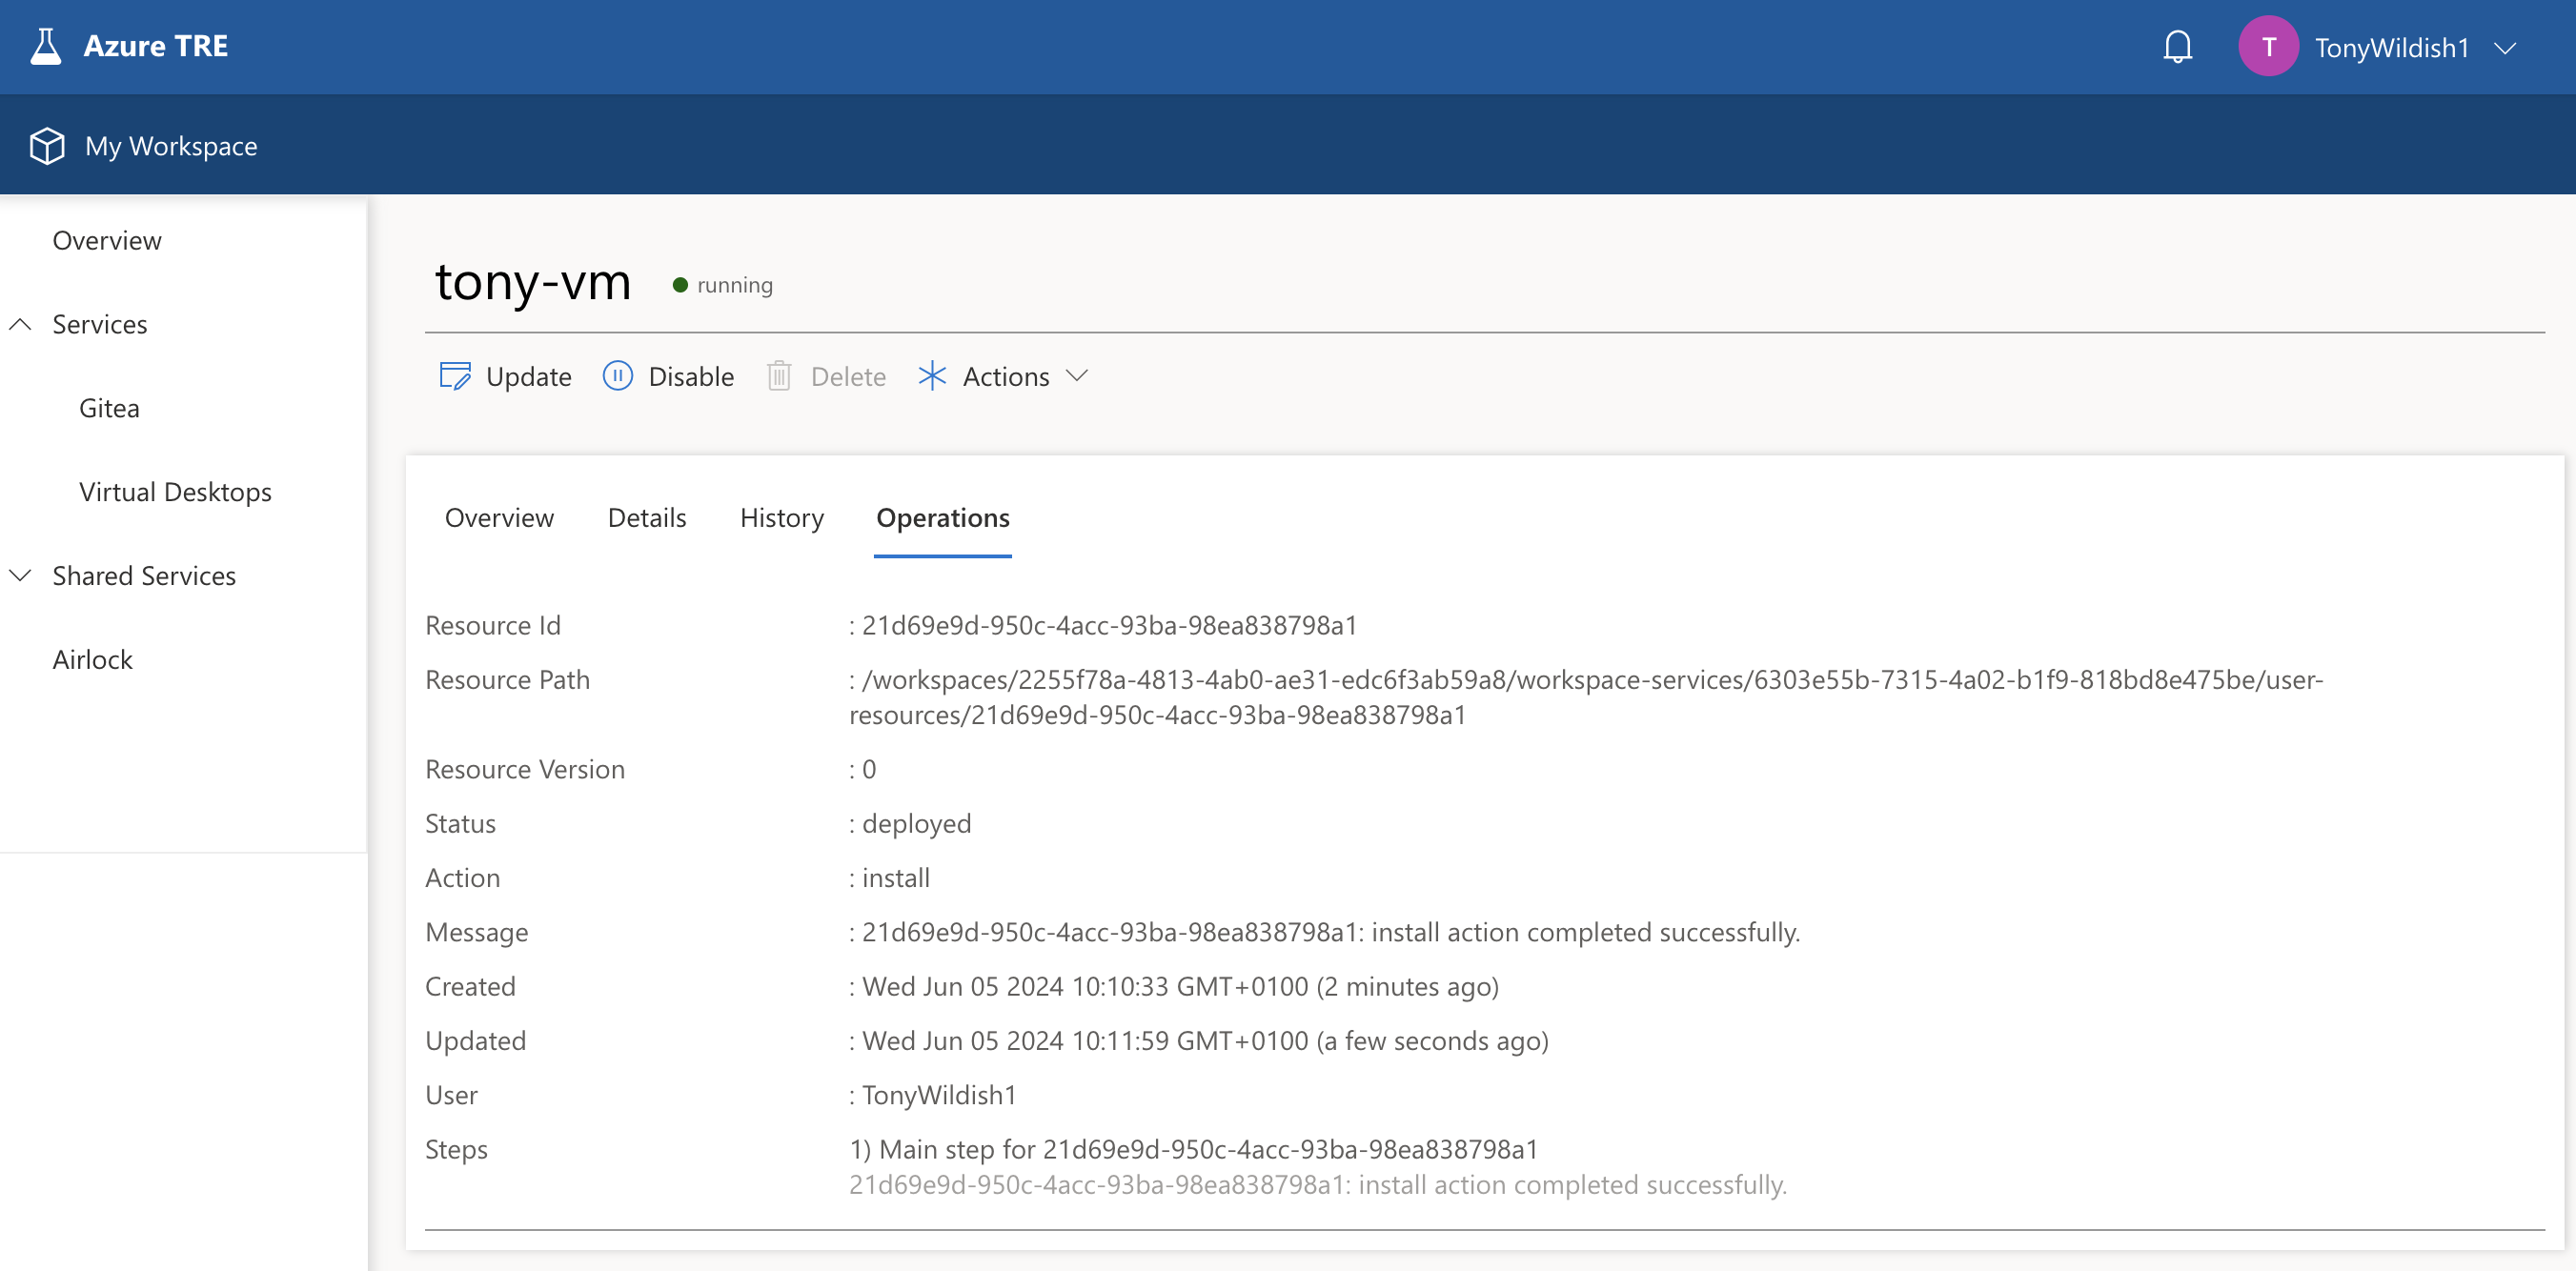 Azure TRE
T
TonyWildish1
My Workspace
Overview
Services
Gitea
Virtual Desktops
Shared Services
Airlock
tony-vm
running
Update
Disable
Delete
Actions
Overview
Details
History
Operations
Resource Id
: 21d69e9d-950c-4acc-93ba-98ea838798a1
Resource Path
: /workspaces/2255f78a-4813-4ab0-ae31-edc6f3ab59a8/workspace-services/6303e55b-7315-4a02-b1f9-818bd8e475be/user-
resources/21d69e9d-950c-4acc-93ba-98ea838798a1
Resource Version
: 0
Status
: deployed
Action
: install
Message
: 21d69e9d-950c-4acc-93ba-98ea838798a1: install action completed successfully.
Created
: Wed Jun 05 2024 10:10:33 GMT+0100 (2 minutes ago)
Updated
: Wed Jun 05 2024 10:11:59 GMT+0100 (a few seconds ago)
User
: TonyWildish1
Steps
1) Main step for 21d69e9d-950c-4acc-93ba-98ea838798a1
21d69e9d-950c-4acc-93ba-98ea838798a1: install action completed successfully.